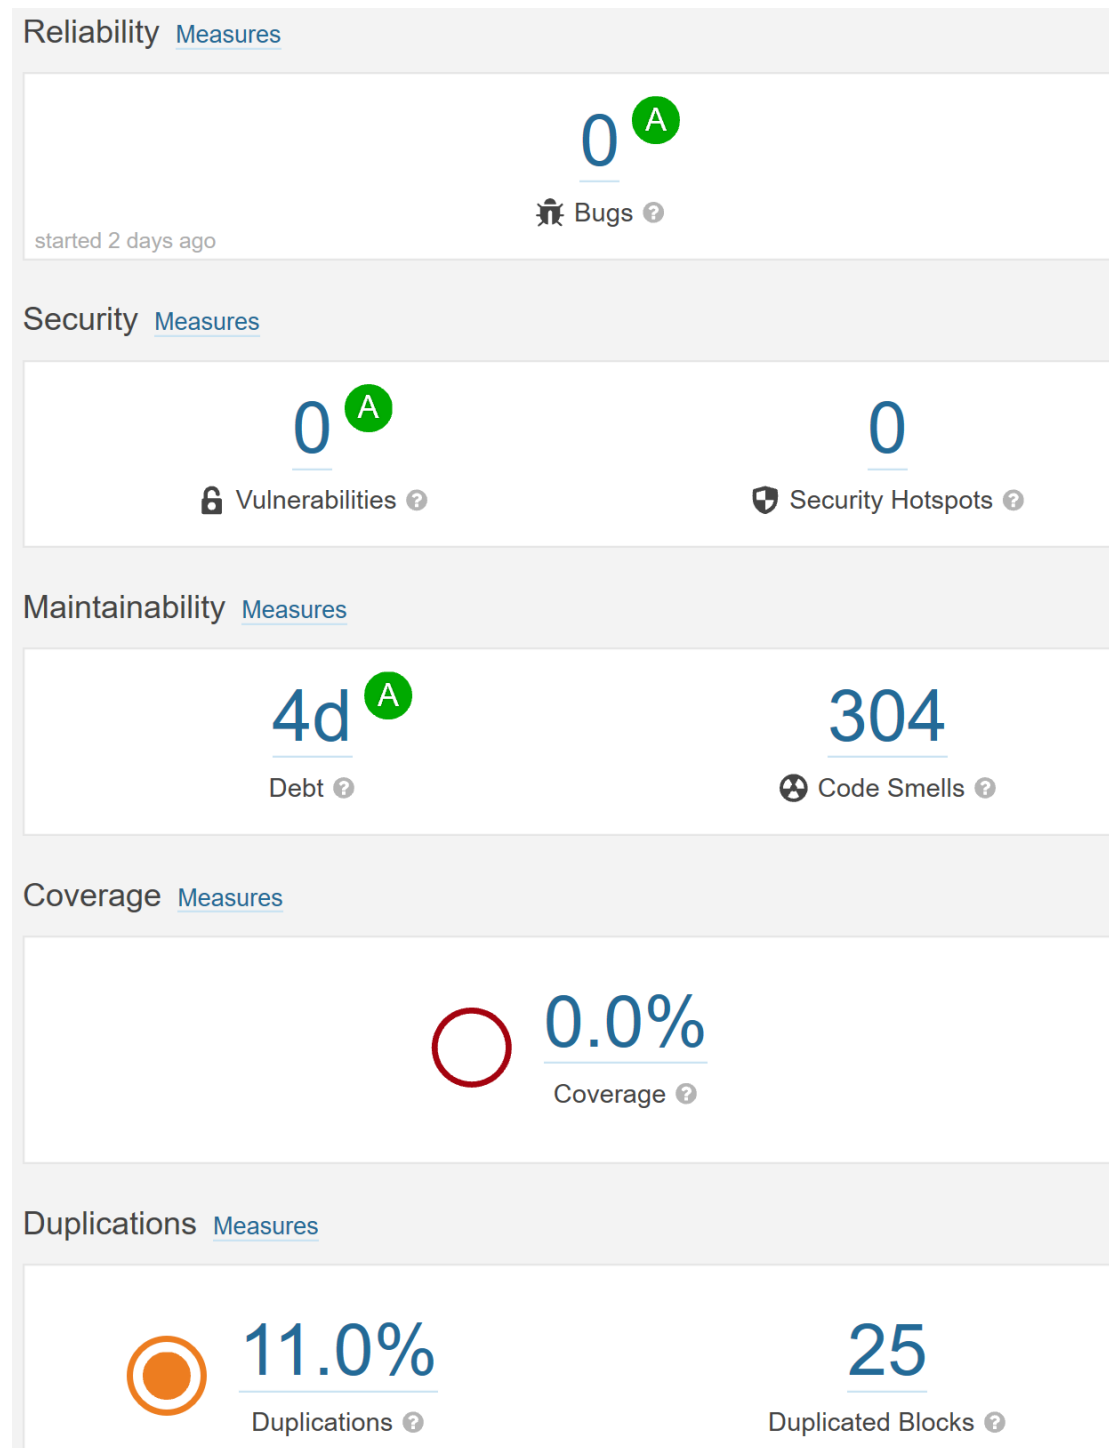 Reliability Measures
0 A
Bugs ?
started 2 days ago
Security Measures
0 A
0
Vulnerabilities ?
Security Hotspots ?
Maintainability Measures
4d A
304
Debt ?
Code Smells ?
Coverage Measures
0.0%
Coverage ?
Duplications Measures
11.0%
25
Duplications ?
Duplicated Blocks ?